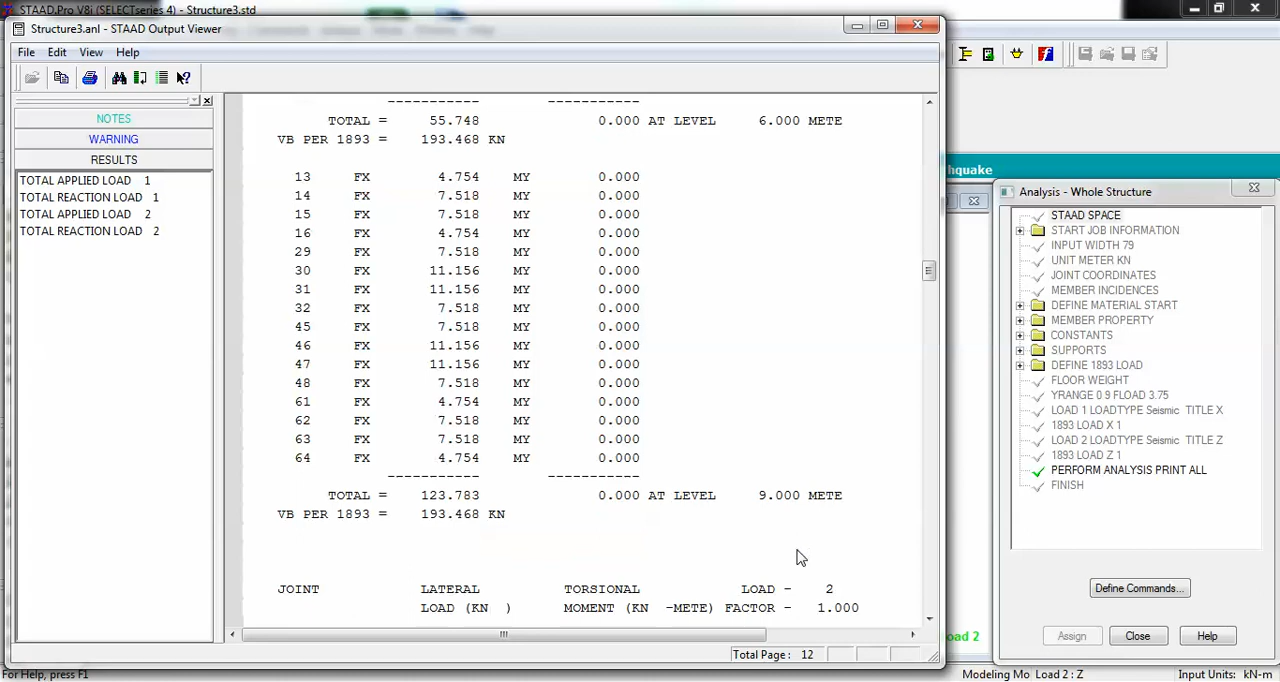 STAAD.Pro V8i (SELECTseries 4) - Structure3.std
Structure3.anl - STAAD Output Viewer
File Edit View Help
NOTES
WARNING
RESULTS
TOTAL APPLIED LOAD 1
TOTAL REACTION LOAD 1
TOTAL APPLIED LOAD 2
TOTAL REACTION LOAD 2
----------- -----------
TOTAL = 55.748 0.000 AT LEVEL 6.000 METE
VB PER 1893 = 193.468 KN
13 FX 4.754 MY 0.000
14 FX 7.518 MY 0.000
15 FX 7.518 MY 0.000
16 FX 4.754 MY 0.000
29 FX 7.518 MY 0.000
30 FX 11.156 MY 0.000
31 FX 11.156 MY 0.000
32 FX 7.518 MY 0.000
45 FX 7.518 MY 0.000
46 FX 11.156 MY 0.000
47 FX 11.156 MY 0.000
48 FX 7.518 MY 0.000
61 FX 4.754 MY 0.000
62 FX 7.518 MY 0.000
63 FX 7.518 MY 0.000
64 FX 4.754 MY 0.000
----------- -----------
TOTAL = 123.783 0.000 AT LEVEL 9.000 METE
VB PER 1893 = 193.468 KN
JOINT LATERAL TORSIONAL LOAD - 2
LOAD (KN ) MOMENT (KN -METE) FACTOR - 1.000
Total Page: 12
hquake
Analysis - Whole Structure
STAAD SPACE
START JOB INFORMATION
INPUT WIDTH 79
UNIT METER KN
JOINT COORDINATES
MEMBER INCIDENCES
DEFINE MATERIAL START
MEMBER PROPERTY
CONSTANTS
SUPPORTS
DEFINE 1893 LOAD
FLOOR WEIGHT
YRANGE 0 9 FLOAD 3.75
LOAD 1 LOADTYPE Seismic TITLE X
1893 LOAD X 1
LOAD 2 LOADTYPE Seismic TITLE Z
1893 LOAD Z 1
PERFORM ANALYSIS PRINT ALL
FINISH
Define Commands...
Assign Close Help
oad 2
For Help, press F1
Modeling Mo Load 2 : Z Input Units: kN-m